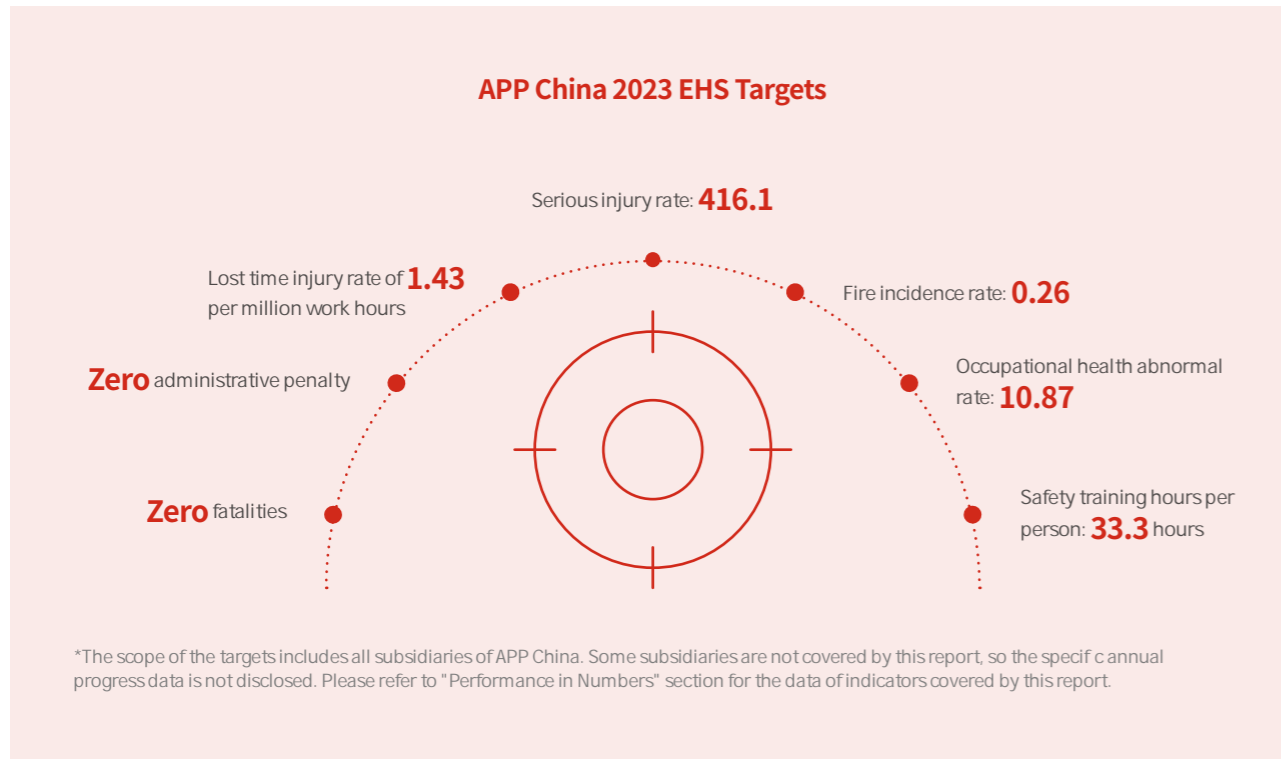 APP China 2023 EHS Targets
Serious injury rate: 416.1
Lost time injury rate of 1.43
per million work hours
Fire incidence rate: 0.26
Zero administrative penalty
Occupational health abnormal
rate: 10.87
Zero fatalities
Safety training hours per
person: 33.3 hours
*The scope of the targets includes all subsidiaries of APP China. Some subsidiaries are not covered by this report, so the specif c annual
progress data is not disclosed. Please refer to "Performance in Numbers" section for the data of indicators covered by this report.